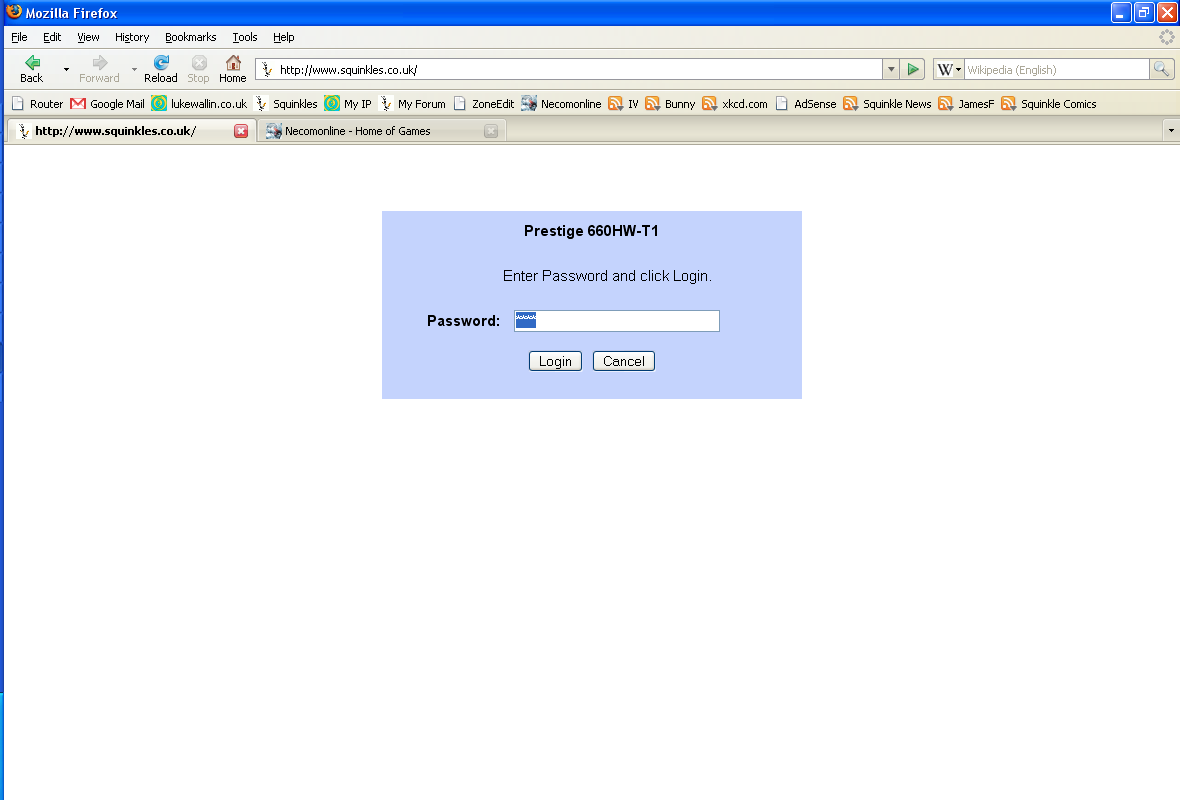 Mozilla Firefox
File Edit View History Bookmarks Tools Help
Back Forward Reload Stop Home http://www.squinkles.co.uk/ W Wikipedia (English)
Router Google Mail lukewallin.co.uk Squinkles My IP My Forum ZoneEdit Necomonline IV Bunny xkcd.com AdSense Squinkle News JamesF Squinkle Comics
http://www.squinkles.co.uk/ Necomonline - Home of Games
Prestige 660HW-T1
Enter Password and click Login.
Password: ****
Login Cancel